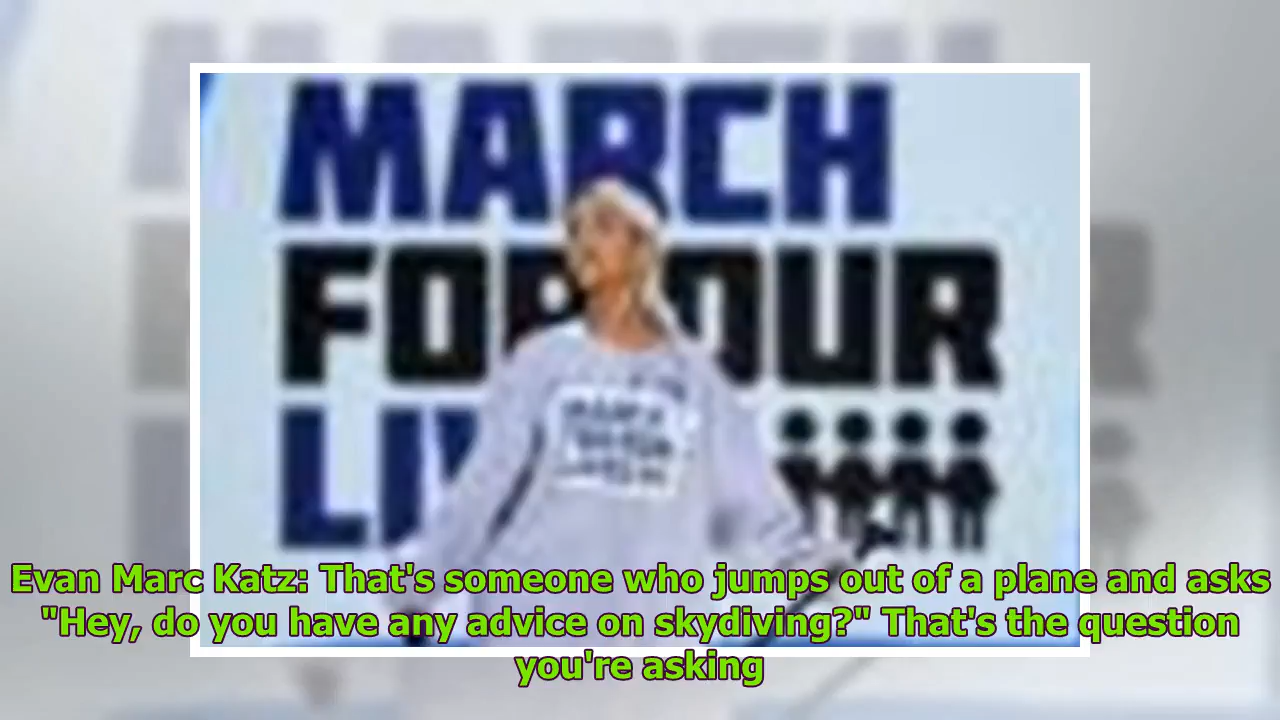 MARCH
FOR OUR
LI
Evan Marc Katz: That's someone who jumps out of a plane and asks
"Hey, do you have any advice on skydiving?" That's the question
you're asking